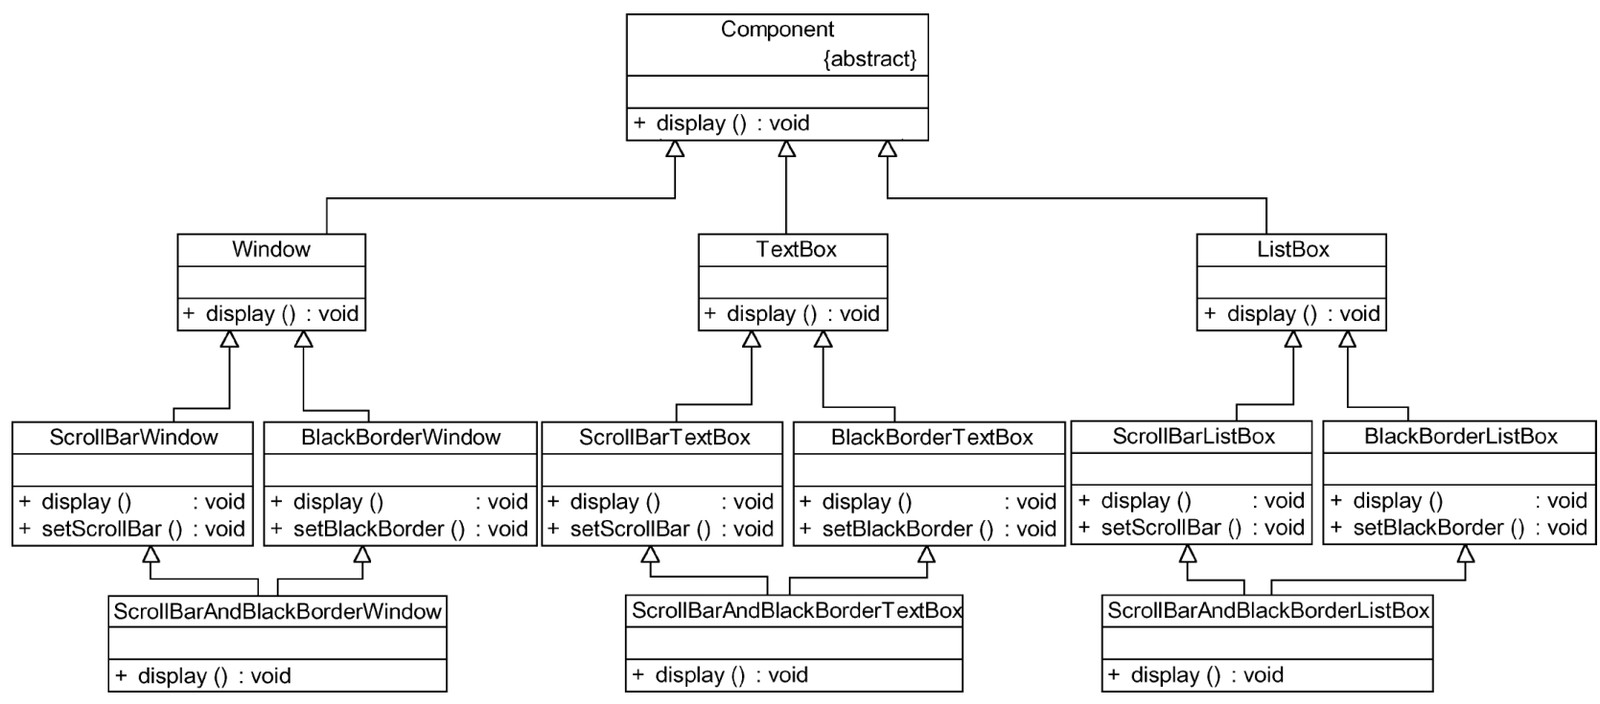 Component
{abstract}
+ display () : void
Window
+ display () : void
TextBox
+ display () : void
ListBox
+ display () : void
ScrollBarWindow
+ display () : void
+ setScrollBar () : void
BlackBorderWindow
+ display () : void
+ setBlackBorder () : void
ScrollBarTextBox
+ display () : void
+ setScrollBar () : void
BlackBorderTextBox
+ display () : void
+ setBlackBorder () : void
ScrollBarListBox
+ display () : void
+ setScrollBar () : void
BlackBorderListBox
+ display () : void
+ setBlackBorder () : void
ScrollBarAndBlackBorderWindow
+ display () : void
ScrollBarAndBlackBorderTextBox
+ display () : void
ScrollBarAndBlackBorderListBox
+ display () : void